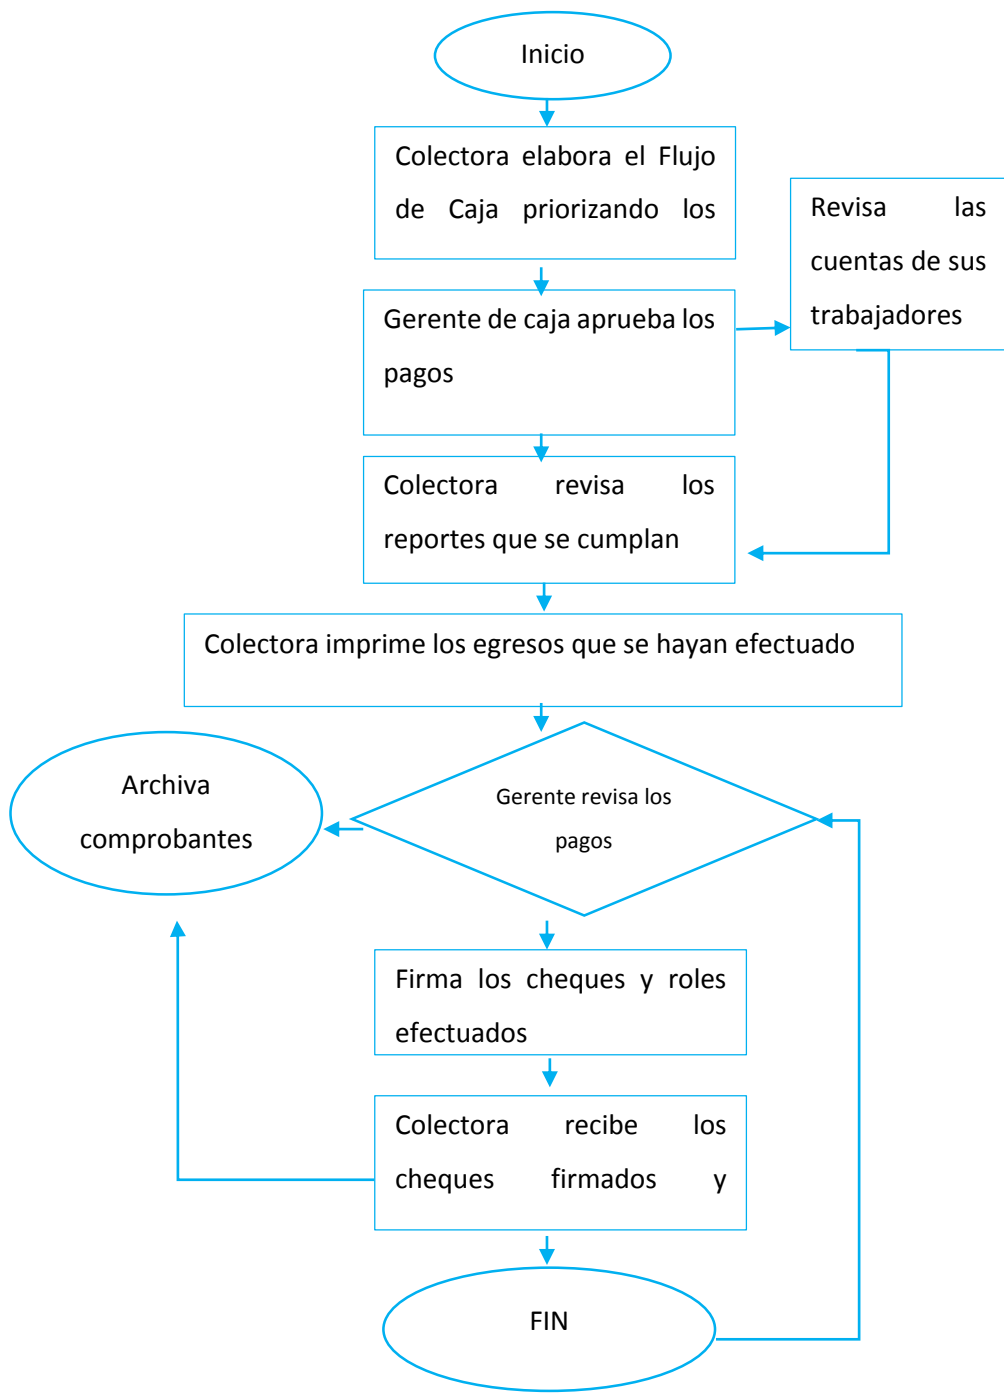 Inicio
Colectora elabora el Flujo
de Caja priorizando los
Revisa las
cuentas de sus
trabajadores
Gerente de caja aprueba los
pagos
Colectora revisa los
reportes que se cumplan
Colectora imprime los egresos que se hayan efectuado
Archiva
comprobantes
Gerente revisa los
pagos
Firma los cheques y roles
efectuados
Colectora recibe los
cheques firmados y
FIN